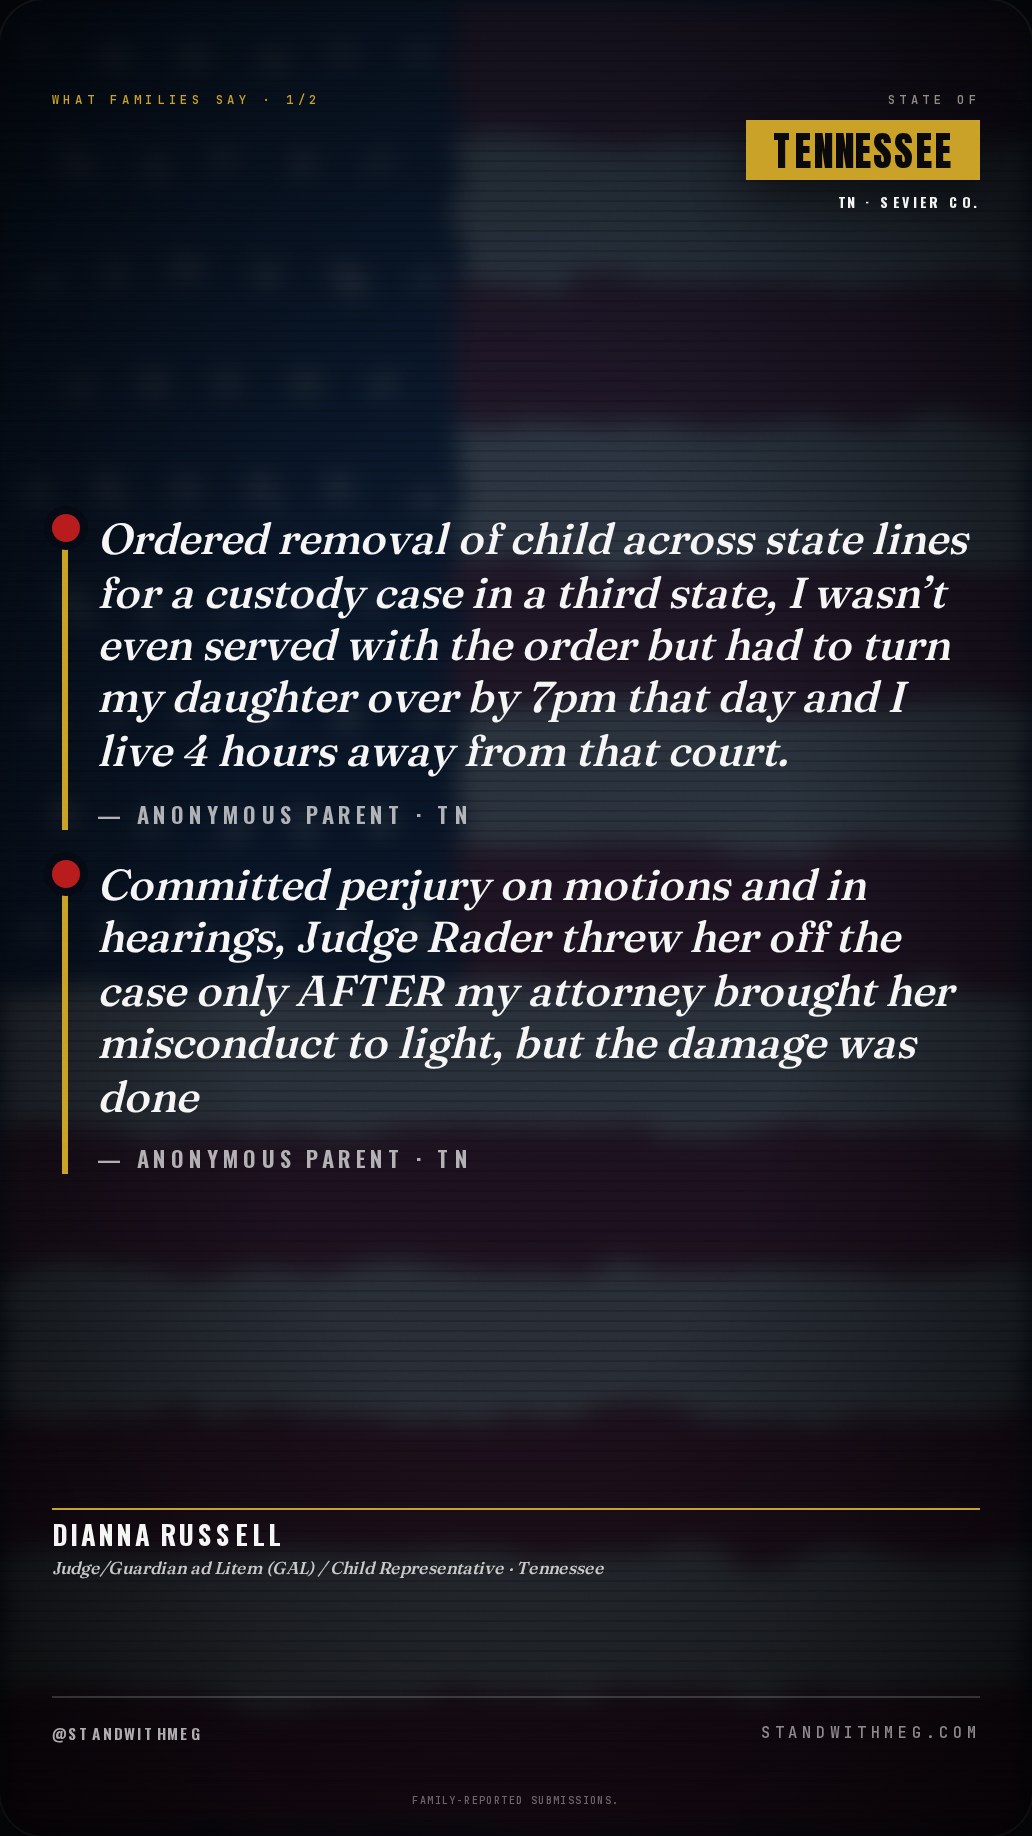 WHAT FAMILIES SAY · 1/2
STATE OF
TENNESSEE
TN · SEVIER CO.
Ordered removal of child across state lines
for a custody case in a third state, I wasn’t
even served with the order but had to turn
my daughter over by 7pm that day and I
live 4 hours away from that court.
— ANONYMOUS PARENT · TN
Committed perjury on motions and in
hearings, Judge Rader threw her off the
case only AFTER my attorney brought her
misconduct to light, but the damage was
done
— ANONYMOUS PARENT · TN
DIANNA RUSSELL
Judge/Guardian ad Litem (GAL) / Child Representative · Tennessee
@STANDWITHMEG
STANDWITHMEG.COM
FAMILY-REPORTED SUBMISSIONS.